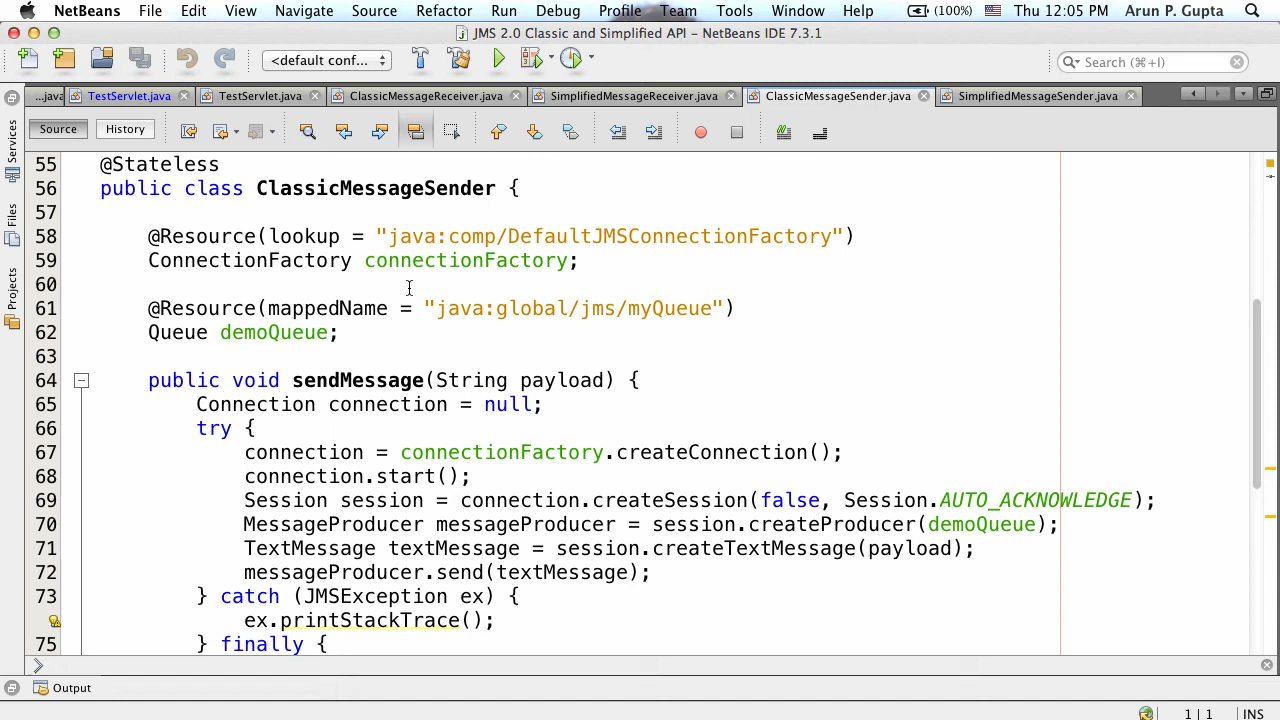 NetBeans File Edit View Navigate Source Refactor Run Debug Profile Team Tools Window Help (100%) Thu 12:05 PM Arun P. Gupta
JMS 2.0 Classic and Simplified API - NetBeans IDE 7.3.1
<default conf... Search (⌘+I)
...java TestServlet.java TestServlet.java ClassicMessageReceiver.java SimplifiedMessageReceiver.java ClassicMessageSender.java SimplifiedMessageSender.java
Source History
Services
Files
Projects
55 @Stateless
56 public class ClassicMessageSender {
57
58 @Resource(lookup = "java:comp/DefaultJMSConnectionFactory")
59 ConnectionFactory connectionFactory;
60
61 @Resource(mappedName = "java:global/jms/myQueue")
62 Queue demoQueue;
63
64 public void sendMessage(String payload) {
65 Connection connection = null;
66 try {
67 connection = connectionFactory.createConnection();
68 connection.start();
69 Session session = connection.createSession(false, Session.AUTO_ACKNOWLEDGE);
70 MessageProducer messageProducer = session.createProducer(demoQueue);
71 TextMessage textMessage = session.createTextMessage(payload);
72 messageProducer.send(textMessage);
73 } catch (JMSException ex) {
ex.printStackTrace();
75 } finally {
Output
1 | 1 INS